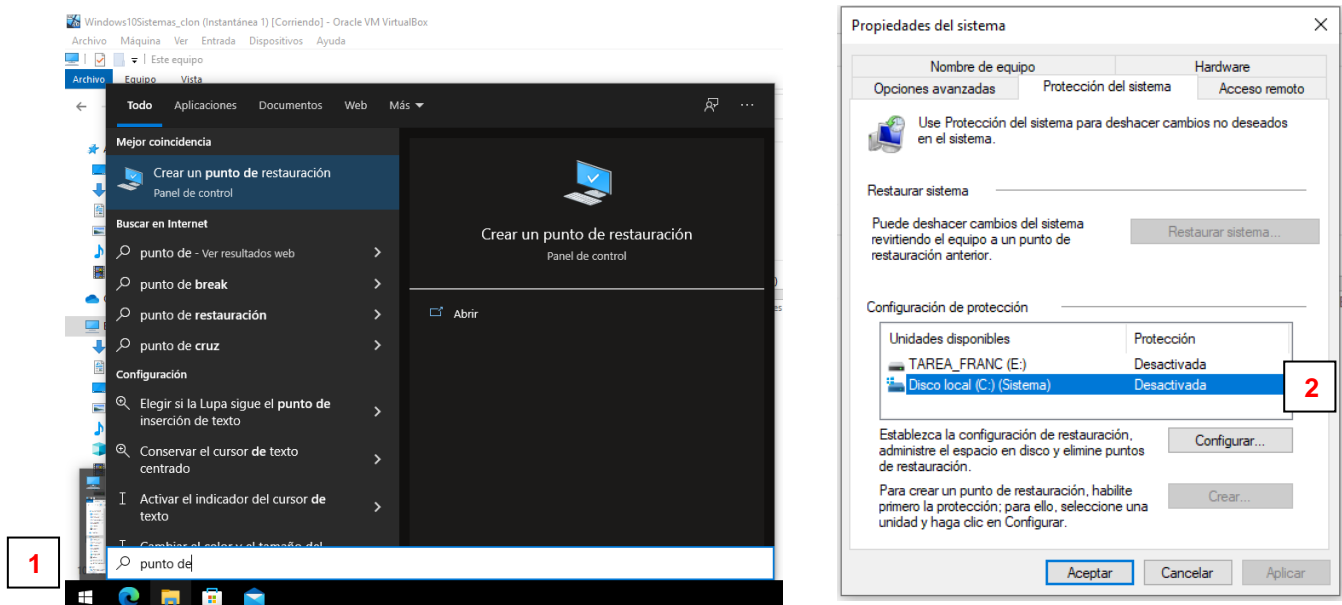 Windows10Sistemas_clon (Instantánea 1) [Corriendo] - Oracle VM VirtualBox
Archivo Máquina Ver Entrada Dispositivos Ayuda
Este equipo
Archivo Equipo Vista
Todo Aplicaciones Documentos Web Más
Mejor coincidencia
Crear un punto de restauración
Panel de control
Buscar en Internet
punto de - Ver resultados web
punto de break
punto de restauración
punto de cruz
Configuración
Elegir si la Lupa sigue el punto de
inserción de texto
Conservar el cursor de texto
centrado
Activar el indicador del cursor de
texto
Cambiar el color y el tamaño del
Crear un punto de restauración
Panel de control
Abrir
1
punto de
Propiedades del sistema
Nombre de equipo Hardware
Opciones avanzadas Protección del sistema Acceso remoto
Use Protección del sistema para deshacer cambios no deseados
en el sistema.
Restaurar sistema
Puede deshacer cambios del sistema
revirtiendo el equipo a un punto de
restauración anterior.
Restaurar sistema...
Configuración de protección
Unidades disponibles Protección
TAREA_FRANC (E:) Desactivada
Disco local (C:) (Sistema) Desactivada
2
Establezca la configuración de restauración,
administre el espacio en disco y elimine puntos
de restauración.
Configurar...
Para crear un punto de restauración, habilite
primero la protección; para ello, seleccione una
unidad y haga clic en Configurar.
Crear...
Aceptar Cancelar Aplicar